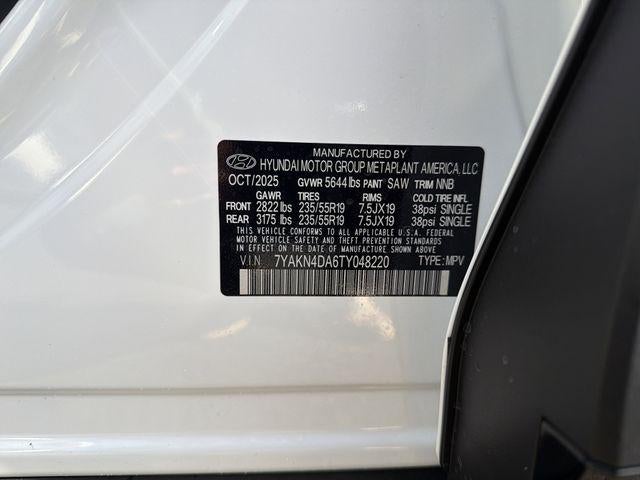 MANUFACTURED BY
HYUNDAI MOTOR GROUP METAPLANT AMERICA, LLC
OCT/2025 GVWR 5644 lbs PAINT SAW TRIM NNB
GAWR TIRES RIMS COLD TIRE INFL
FRONT 2822 lbs 235/55R19 7.5JX19 38psi SINGLE
REAR 3175 lbs 235/55R19 7.5JX19 38psi SINGLE
THIS VEHICLE CONFORMS TO ALL APPLICABLE U.S.A. FEDERAL
MOTOR VEHICLE SAFETY AND THEFT PREVENTION STANDARDS
IN EFFECT ON THE DATE OF MANUFACTURE SHOWN ABOVE.
V.I.N 7YAKN4DA6TY048220 TYPE: MPV